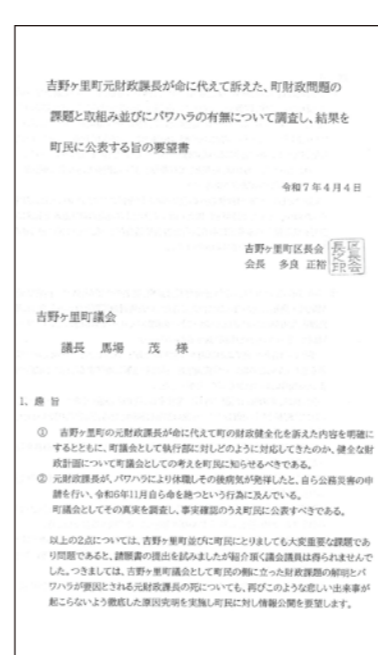 吉野ヶ里町元財政課長が命に代えて訴えた、町財政問題の
課題と取組み並びにパワハラの有無について調査し、結果を
町民に公表する旨の要望書
令和7年4月4日
吉野ヶ里町区長会
会長 多良 正裕
吉野ヶ里町議会
議長 馬場 茂 様
1、趣 旨
① 吉野ヶ里町の元財政課長が命に代えて町の財政健全化を訴えた内容を明確に
するとともに、町議会として執行部に対しどのように対応してきたのか、健全な財
政計画について町議会としての考えを町民に知らせるべきである。
② 元財政課長が、パワハラにより休職しその後病気が発症したと、自ら公務災害の申
請を行い、令和6年11月自ら命を絶つという行為に及んでいる。
町議会としてその真実を調査し、事実確認のうえ町民に公表すべきである。
以上の2点については、吉野ヶ里町並びに町民にとりましても大変重要な課題であ
り問題であると、請願書の提出を試みましたが紹介頂く議会議員は得られませんで
した。つきましては、吉野ヶ里町議会として町民の側に立った財政課題の解明とパ
ワハラが要因とされる元財政課長の死についても、再びこのような悲しい出来事が
起こらないよう徹底した原因究明を実施し町民に対し情報公開を要望します。